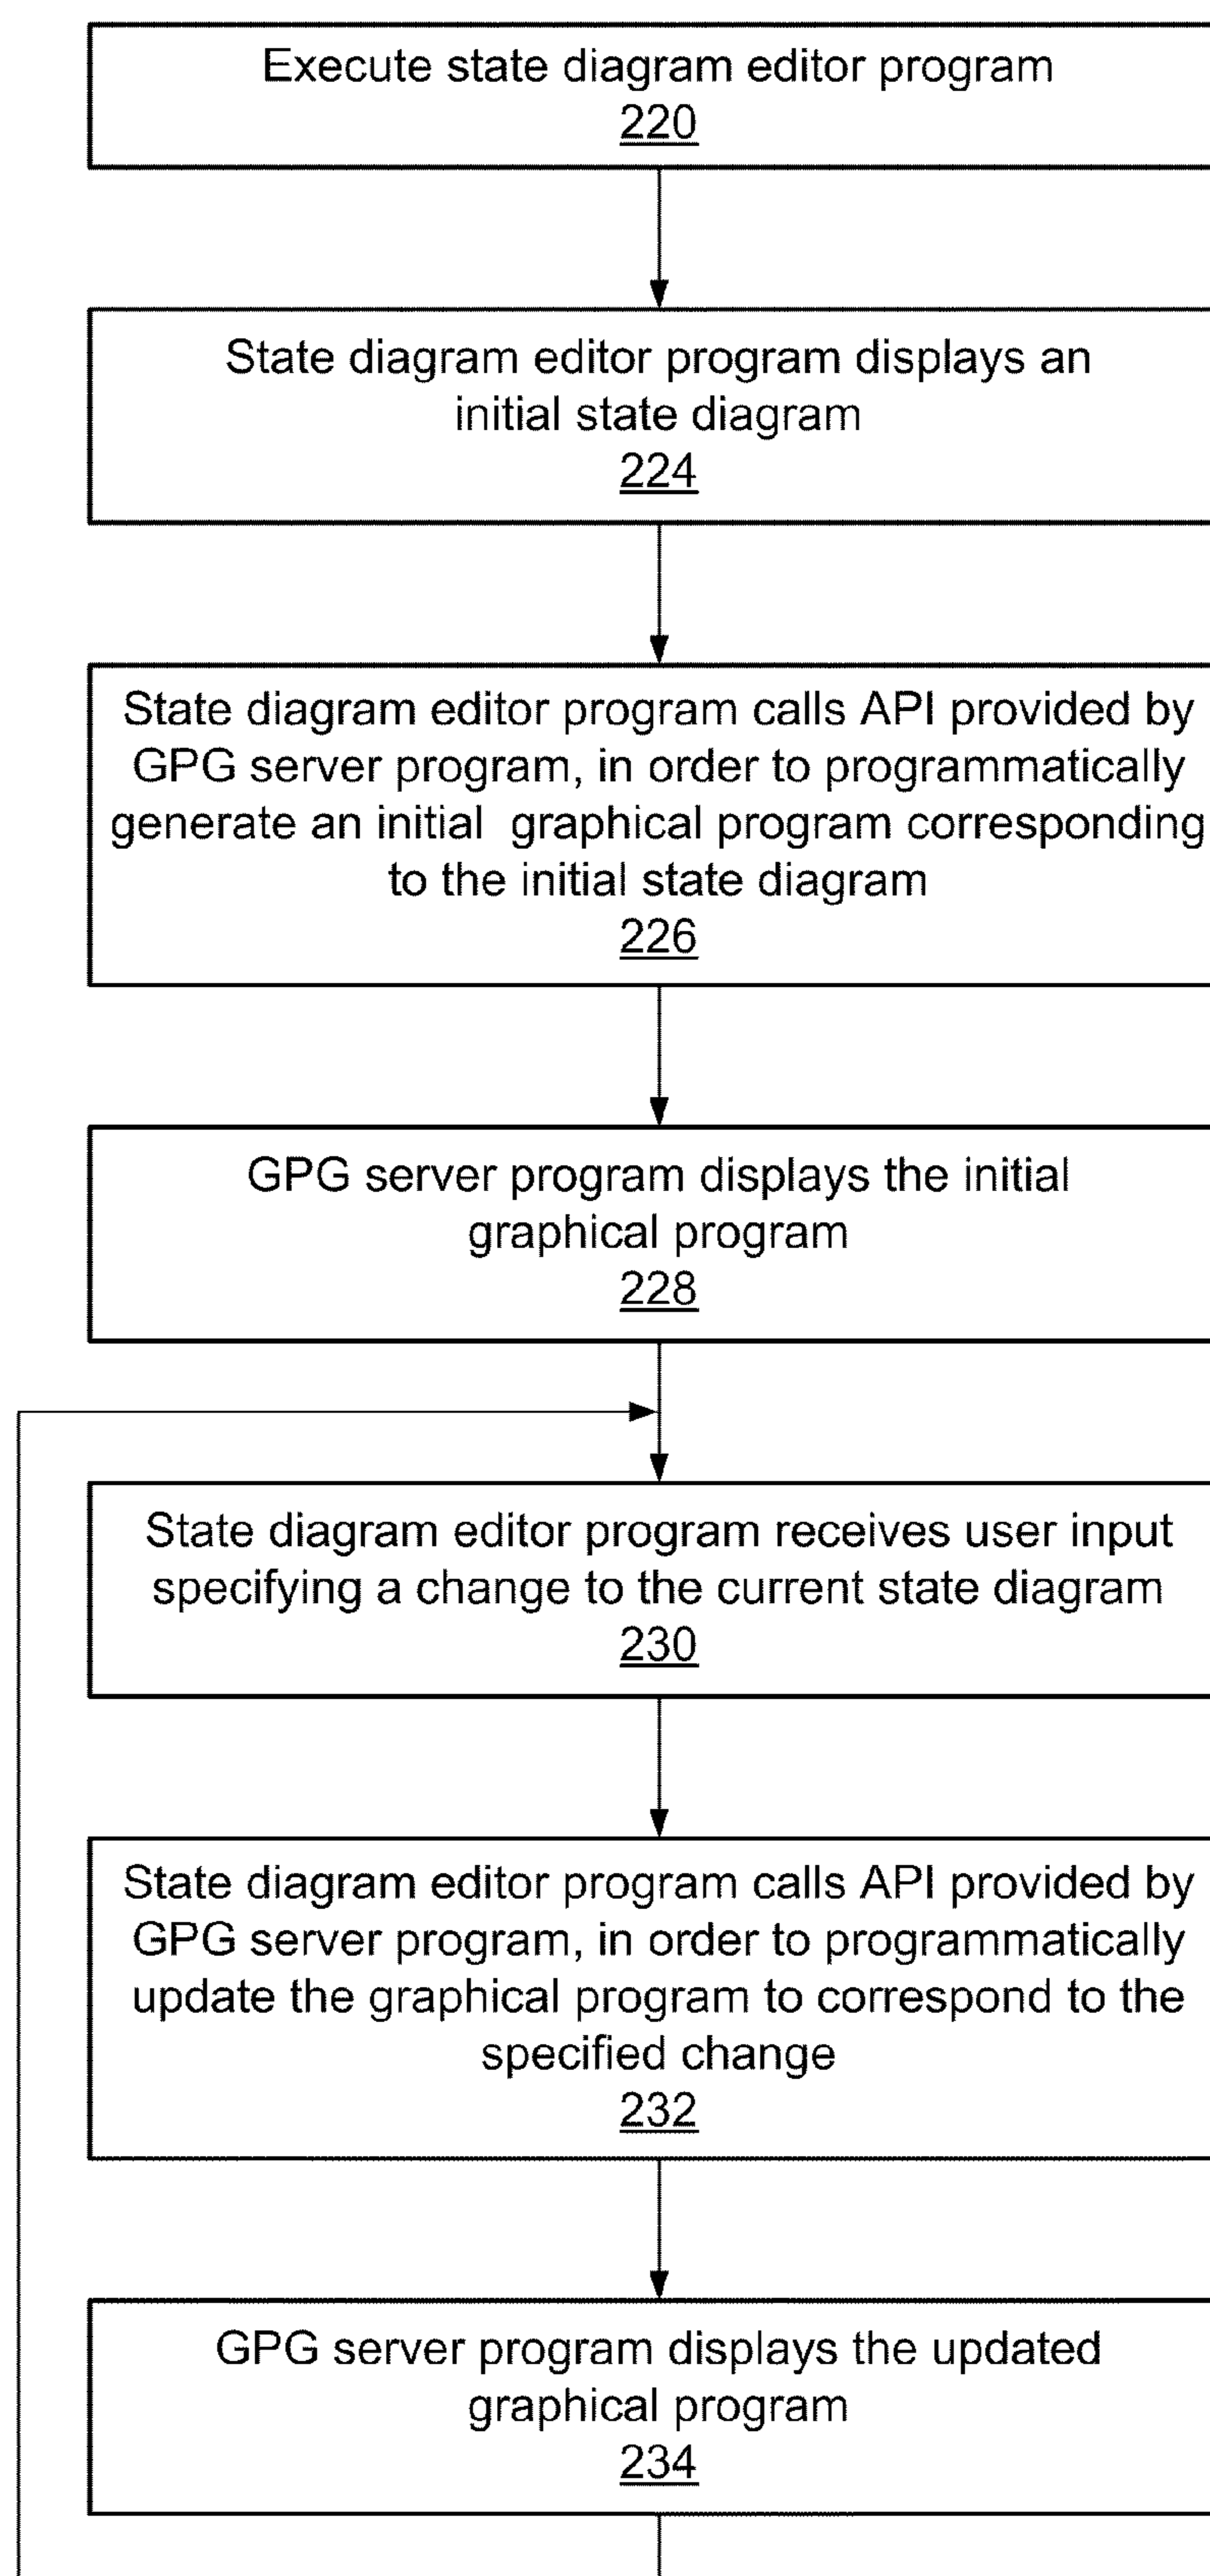 Execute state diagram editor program
220
State diagram editor program displays an
initial state diagram
224
State diagram editor program calls API provided by
GPG server program, in order to programmatically
generate an initial graphical program corresponding
to the initial state diagram
226
GPG server program displays the initial
graphical program
228
State diagram editor program receives user input
specifying a change to the current state diagram
230
State diagram editor program calls API provided by
GPG server program, in order to programmatically
update the graphical program to correspond to the
specified change
232
GPG server program displays the updated
graphical program
234